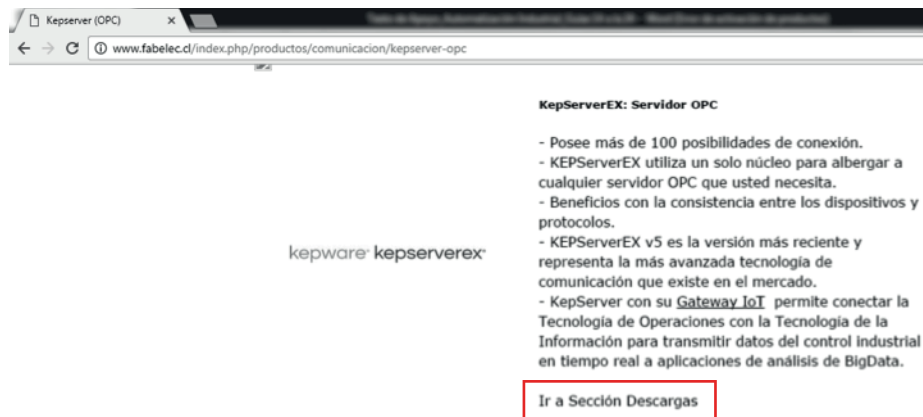 Kepserver (OPC)
www.fabelec.cl/index.php/productos/comunicacion/kepserver-opc
KepServerEX: Servidor OPC
- Posee más de 100 posibilidades de conexión.
- KEPServerEX utiliza un solo núcleo para albergar a
cualquier servidor OPC que usted necesita.
- Beneficios con la consistencia entre los dispositivos y
protocolos.
- KEPServerEX v5 es la versión más reciente y
representa la más avanzada tecnología de
comunicación que existe en el mercado.
- KepServer con su Gateway IoT permite conectar la
Tecnología de Operaciones con la Tecnología de la
Información para transmitir datos del control industrial
en tiempo real a aplicaciones de análisis de BigData.
kepware kepserverex
Ir a Sección Descargas